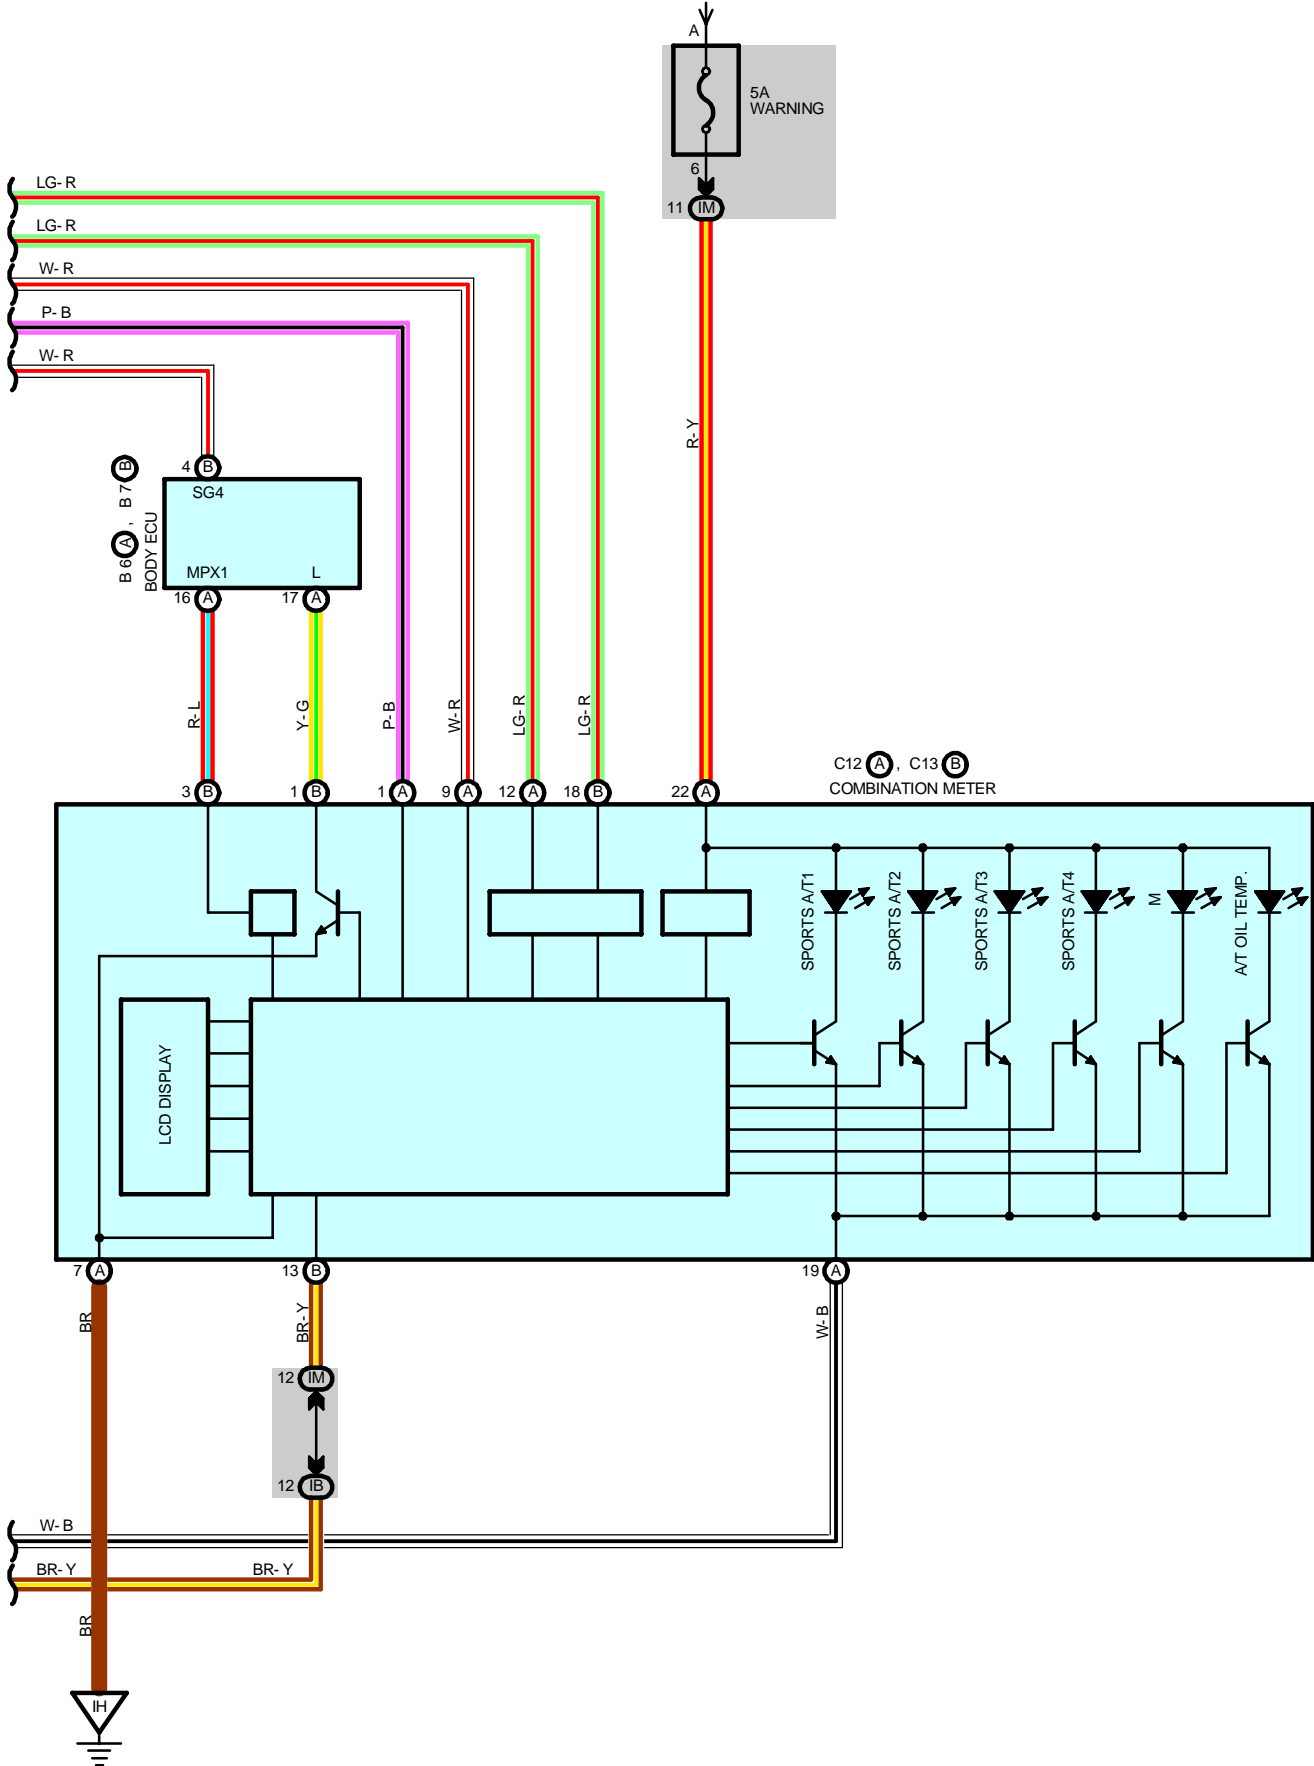 A
5A
WARNING
6
11 IM
LG- R
LG- R
W- R
P- B
W- R
R- Y
4 B
SG4
B 6 A , B 7 B
BODY ECU
MPX1 L
16 A 17 A
R- L
Y- G
P- B
W- R
LG- R
LG- R
C12 A , C13 B
COMBINATION METER
3 B 1 B 1 A 9 A 12 A 18 B 22 A
SPORTS A/T1
SPORTS A/T2
SPORTS A/T3
SPORTS A/T4
M
A/T OIL TEMP.
LCD DISPLAY
7 A 13 B 19 A
BR
BR- Y
W- B
12 IM
12 IB
W- B
BR- Y BR- Y
BR
IH